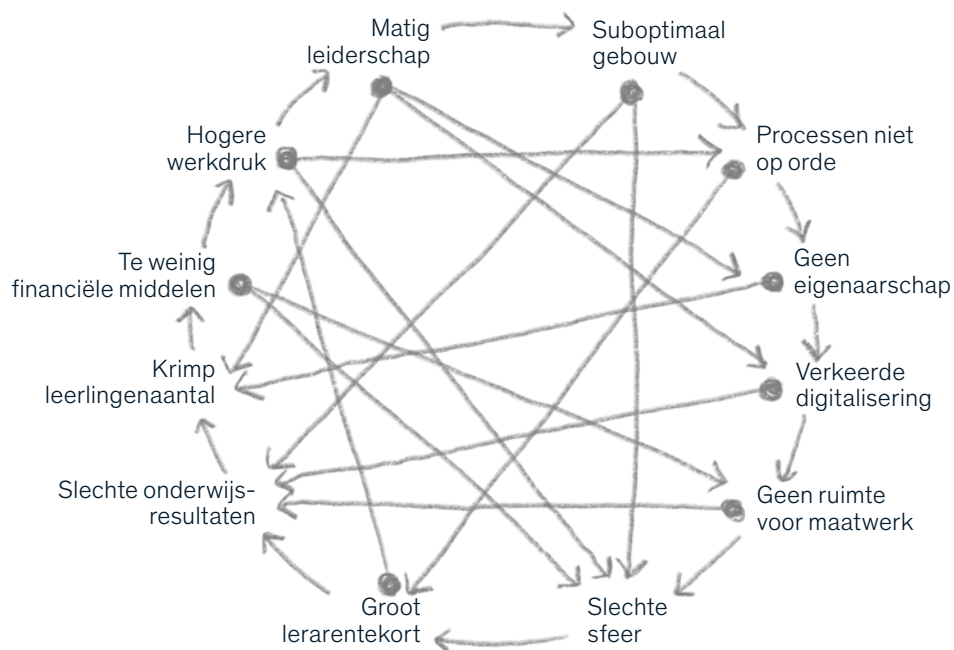 Matig
leiderschap
Suboptimaal
gebouw
Processen niet
op orde
Geen
eigenaarschap
Verkeerde
digitalisering
Geen ruimte
voor maatwerk
Slechte
sfeer
Groot
lerarentekort
Slechte onderwijs-
resultaten
Krimp
leerlingenaantal
Te weinig
financiële middelen
Hogere
werkdruk